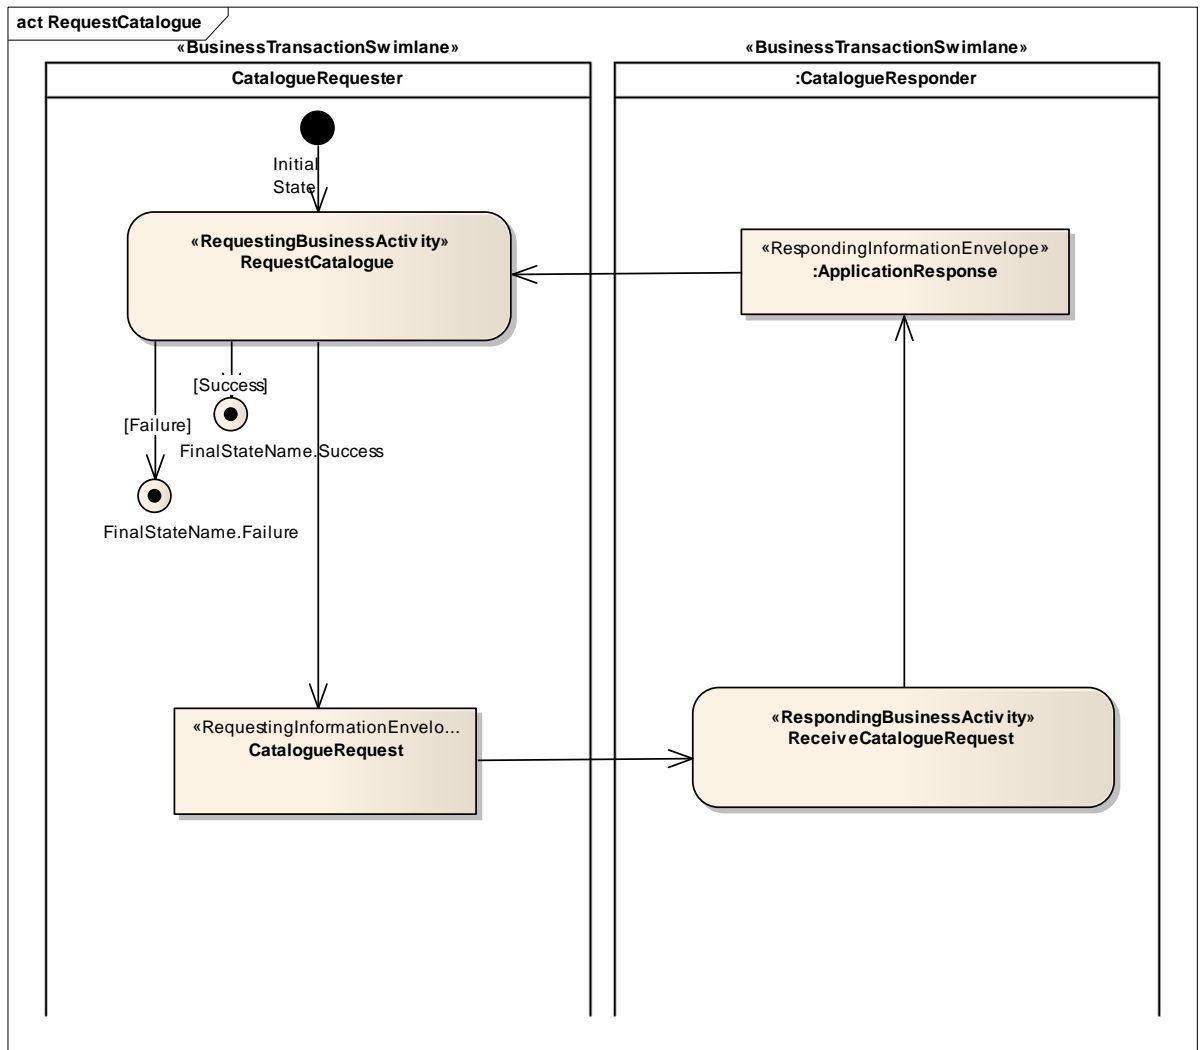 act RequestCatalogue
«BusinessTransactionSwimlane»
CatalogueRequester
Initial
State
«RequestingBusinessActivity»
RequestCatalogue
[Success]
[Failure]
FinalStateName.Success
FinalStateName.Failure
«RequestingInformationEnvelo...
CatalogueRequest
«BusinessTransactionSwimlane»
:CatalogueResponder
«RespondingInformationEnvelope»
:ApplicationResponse
«RespondingBusinessActivity»
ReceiveCatalogueRequest